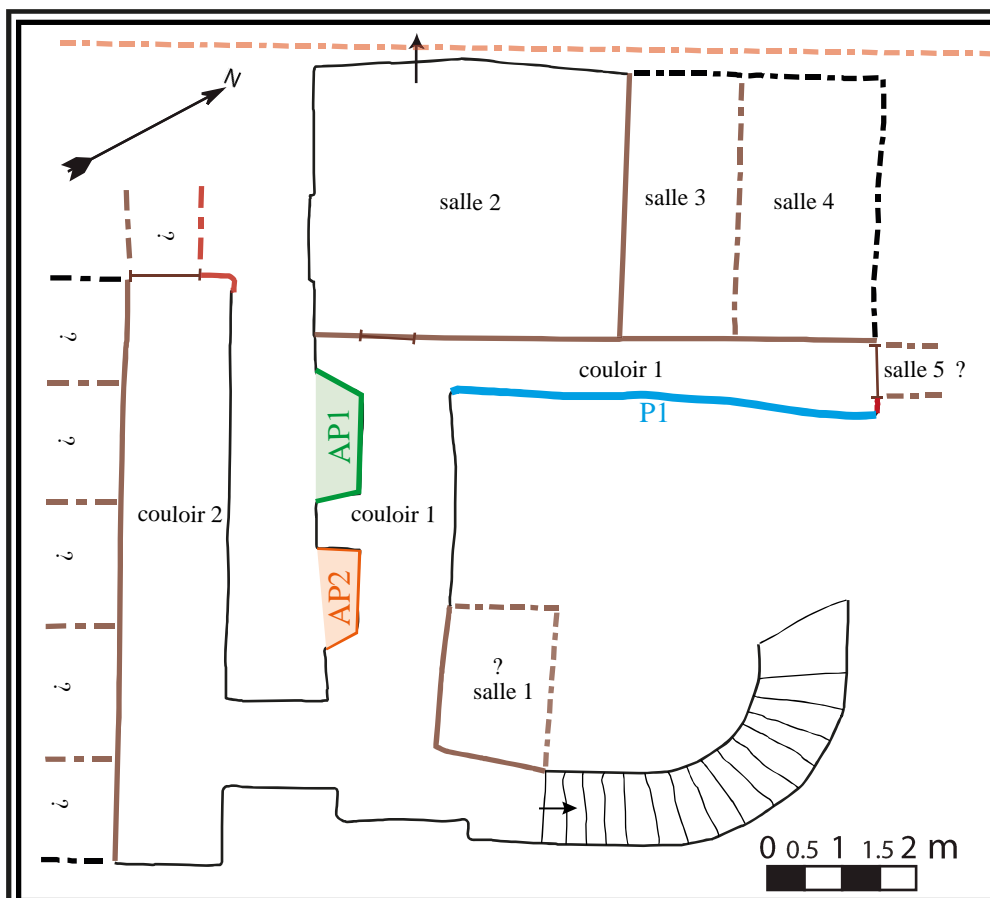 N
salle 2
salle 3
salle 4
?
?
couloir 1
salle 5 ?
P1
AP1
?
couloir 2
couloir 1
?
AP2
?
?
salle 1
?
0 0.5 1 1.5 2 m